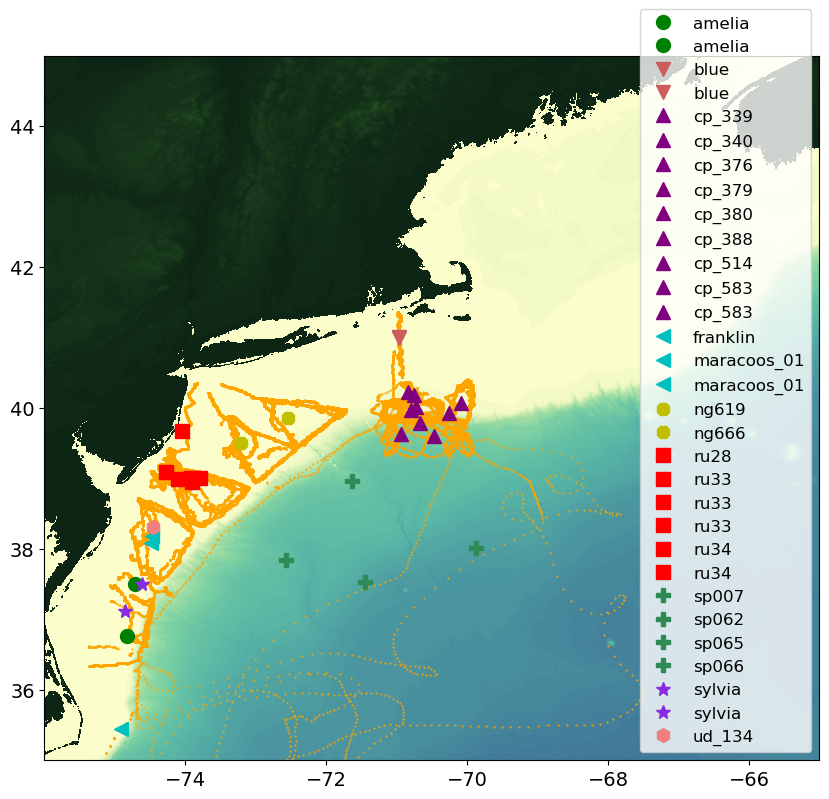 amelia
amelia
blue
blue
cp_339
cp_340
cp_376
cp_379
cp_380
cp_388
cp_514
cp_583
cp_583
franklin
maracoos_01
maracoos_01
ng619
ng666
ru28
ru33
ru33
ru33
ru34
ru34
sp007
sp062
sp065
sp066
sylvia
sylvia
ud_134
44
42
40
38
36
−74 −72 −70 −68 −66